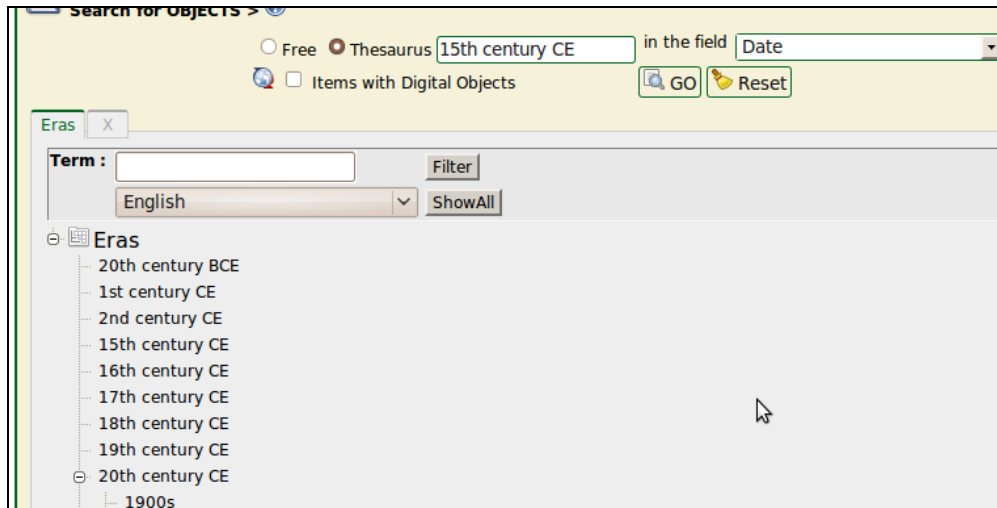 Search for OBJECTS >
Free Thesaurus 15th century CE in the field Date
Items with Digital Objects GO Reset
Eras X
Term : Filter
English ShowAll
Eras
20th century BCE
1st century CE
2nd century CE
15th century CE
16th century CE
17th century CE
18th century CE
19th century CE
20th century CE
1900s